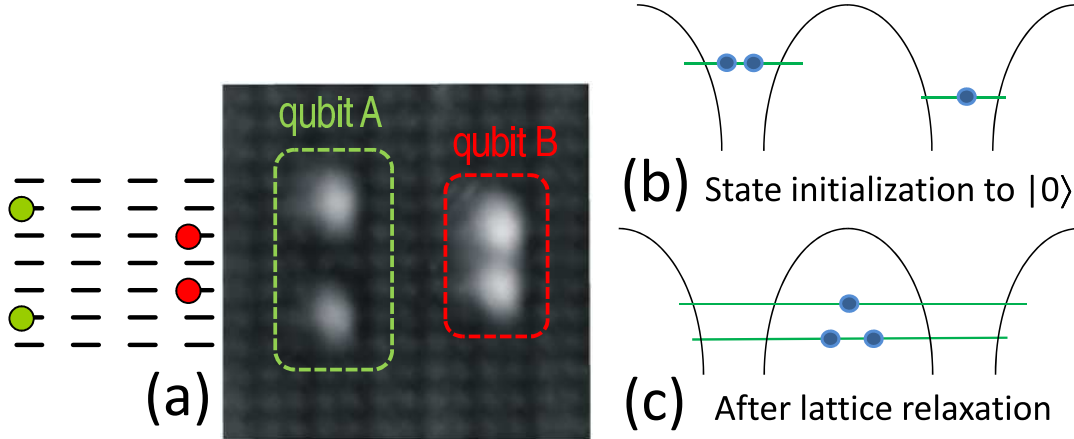 qubit A
qubit B
(a)
(b) State initialization to |0⟩
(c) After lattice relaxation